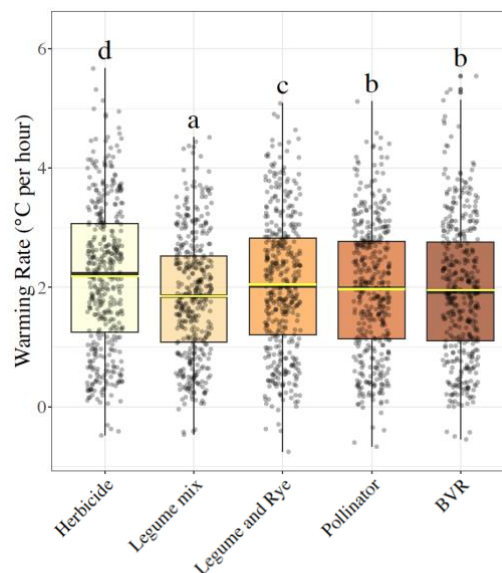 Warming Rate (°C per hour)
6
4
2
0
d
a
c
b
b
Herbicide
Legume mix
Legume and Rye
Pollinator
BVR